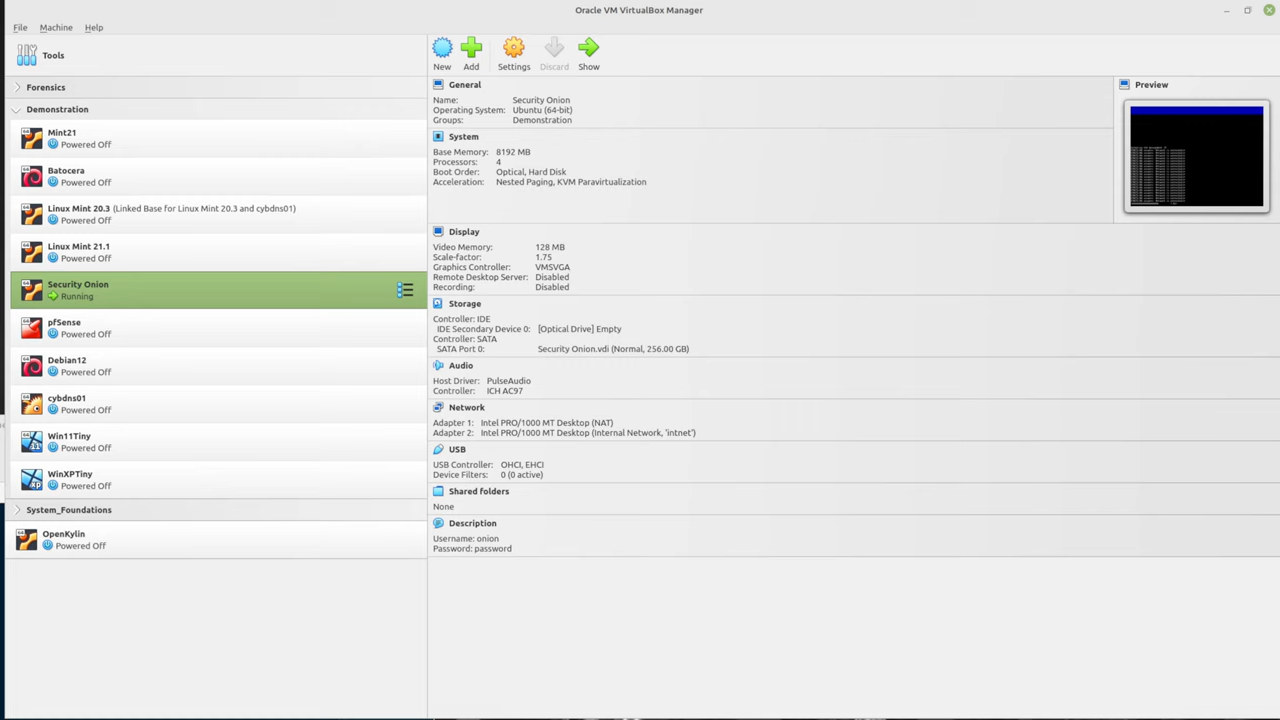 Oracle VM VirtualBox Manager
File Machine Help
Tools
New Add Settings Discard Show
Forensics
Demonstration
Mint21
Powered Off
Batocera
Powered Off
Linux Mint 20.3 (Linked Base for Linux Mint 20.3 and cybdns01)
Powered Off
Linux Mint 21.1
Powered Off
Security Onion
Running
pfSense
Powered Off
Debian12
Powered Off
cybdns01
Powered Off
Win11Tiny
Powered Off
WinXPTiny
Powered Off
System_Foundations
OpenKylin
Powered Off
General
Name: Security Onion
Operating System: Ubuntu (64-bit)
Groups: Demonstration
System
Base Memory: 8192 MB
Processors: 4
Boot Order: Optical, Hard Disk
Acceleration: Nested Paging, KVM Paravirtualization
Display
Video Memory: 128 MB
Scale-factor: 1.75
Graphics Controller: VMSVGA
Remote Desktop Server: Disabled
Recording: Disabled
Storage
Controller: IDE
IDE Secondary Device 0: [Optical Drive] Empty
Controller: SATA
SATA Port 0: Security Onion.vdi (Normal, 256.00 GB)
Audio
Host Driver: PulseAudio
Controller: ICH AC97
Network
Adapter 1: Intel PRO/1000 MT Desktop (NAT)
Adapter 2: Intel PRO/1000 MT Desktop (Internal Network, 'intnet')
USB
USB Controller: OHCI, EHCI
Device Filters: 0 (0 active)
Shared folders
None
Description
Username: onion
Password: password
Preview